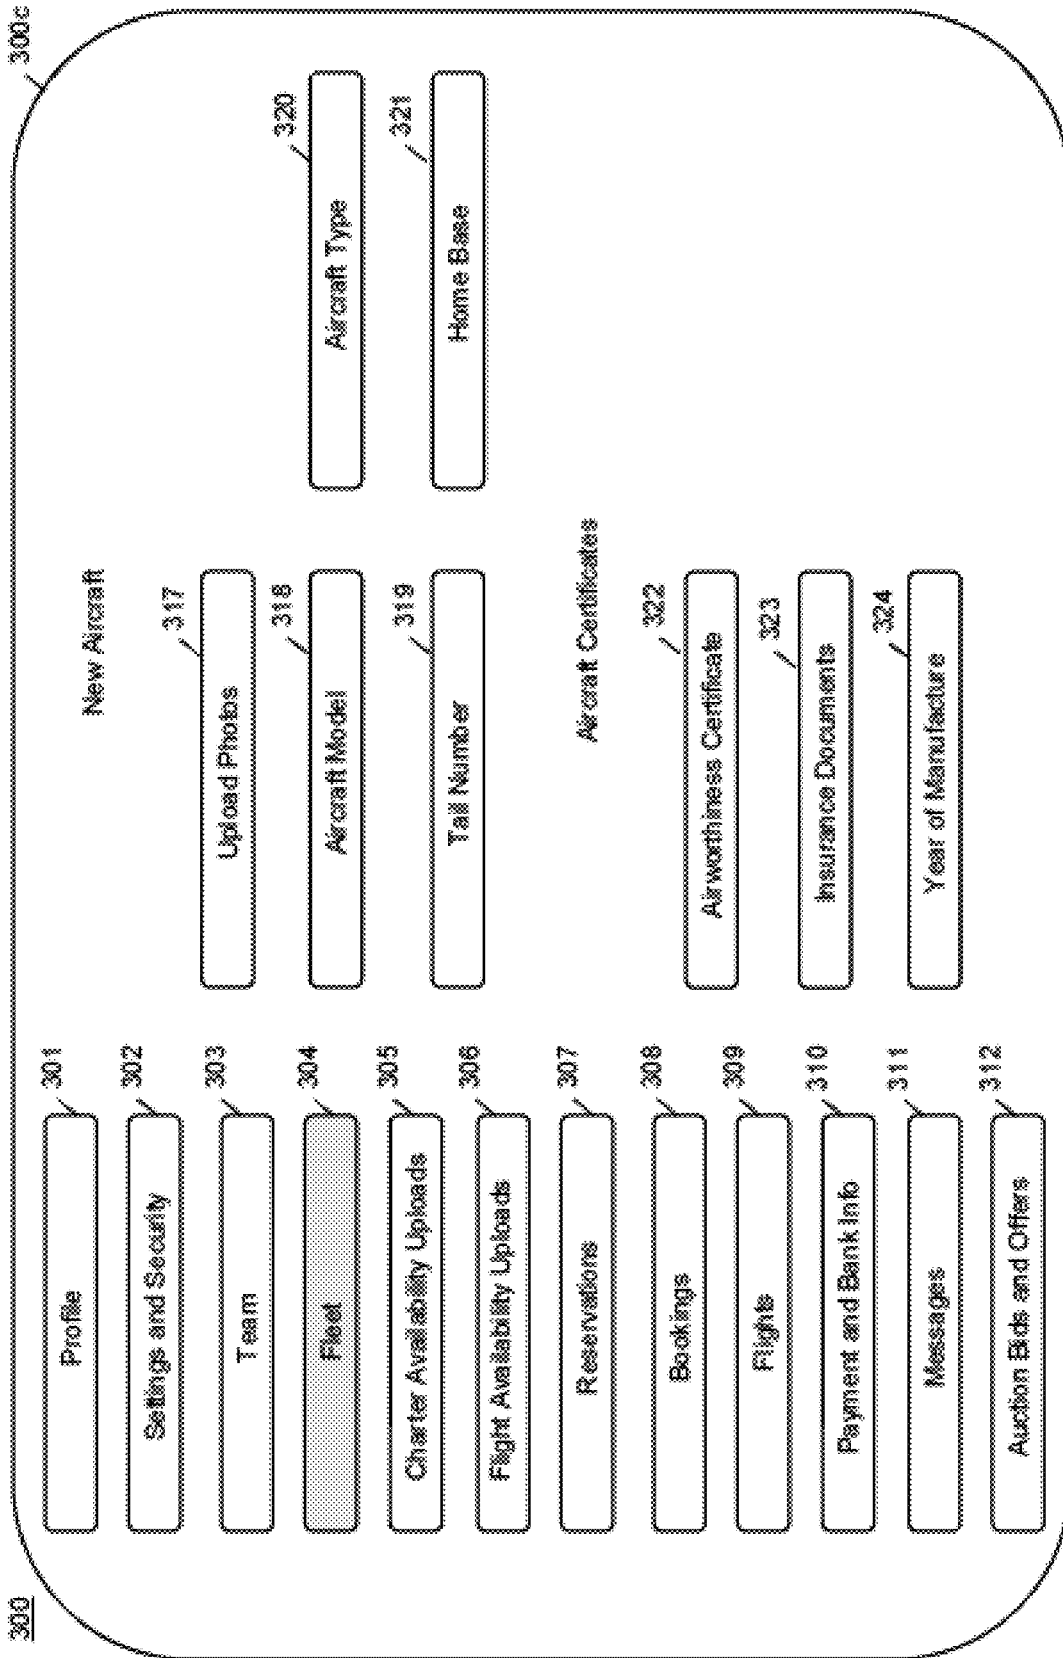 300
300c
Profile
301
Settings and Security
302
Team
303
Fleet
304
Charter Availability Uploads
305
Flight Availability Uploads
306
Reservations
307
Bookings
308
Flights
309
Payment and Bank Info
310
Messages
311
Auction Bids and Offers
312
New Aircraft
Upload Photos
317
Aircraft Model
318
Tail Number
319
Aircraft Type
320
Home Base
321
Aircraft Certificates
Airworthiness Certificate
322
Insurance Documents
323
Year of Manufacture
324